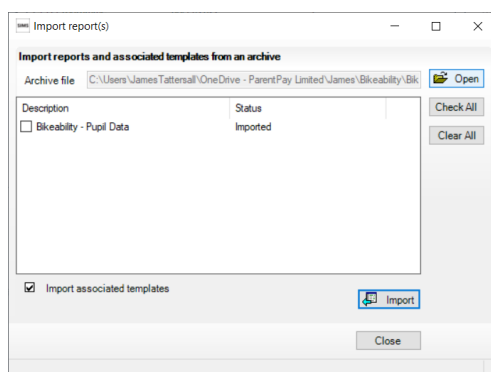 SIMS Import report(s)
Import reports and associated templates from an archive
Archive file C:\Users\JamesTattersall\OneDrive - ParentPay Limited\James\Bikeability\Bik Open
Description Status Check All
Bikeability - Pupil Data Imported Clear All
Import associated templates
Import
Close